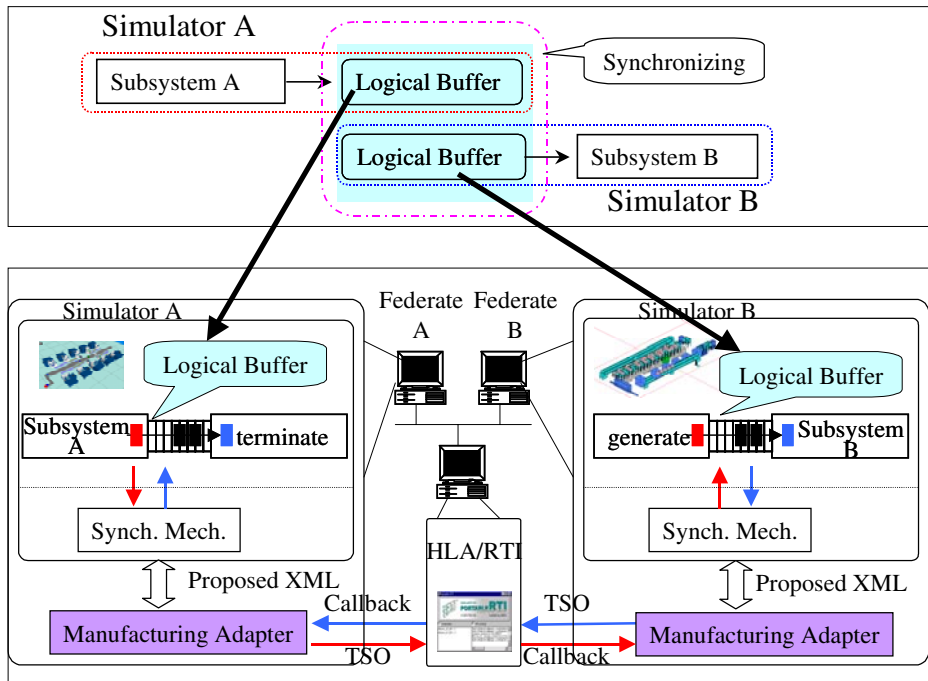 Simulator A
Subsystem A
Logical Buffer
Synchronizing
Logical Buffer
Subsystem B
Simulator B
Simulator A
Federate
A
Federate
B
Simulator B
Logical Buffer
Logical Buffer
Subsystem
A
terminate
generate
Subsystem
B
Synch. Mech.
Synch. Mech.
HLA/RTI
Proposed XML
Proposed XML
Callback
TSO
RTI
Manufacturing Adapter
Manufacturing Adapter
TSO
Callback